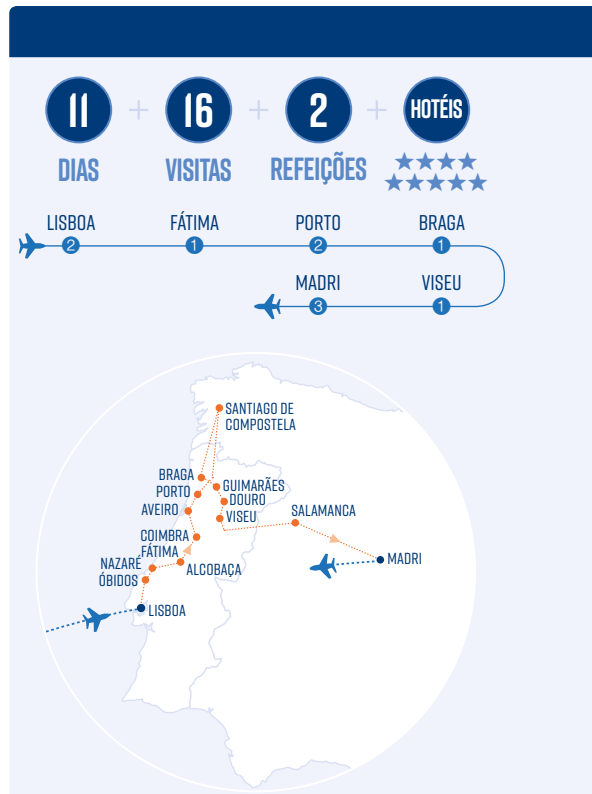 11 + 16 + 2 + HOTÉIS
DIAS VISITAS REFEIÇÕES
LISBOA FÁTIMA PORTO BRAGA
2 1 2 1
MADRI VISEU
3 1
SANTIAGO DE
COMPOSTELA
BRAGA
GUIMARÃES
PORTO
DOURO
AVEIRO
VISEU
SALAMANCA
COIMBRA
FÁTIMA
MADRI
NAZARÉ
ALCOBAÇA
ÓBIDOS
LISBOA